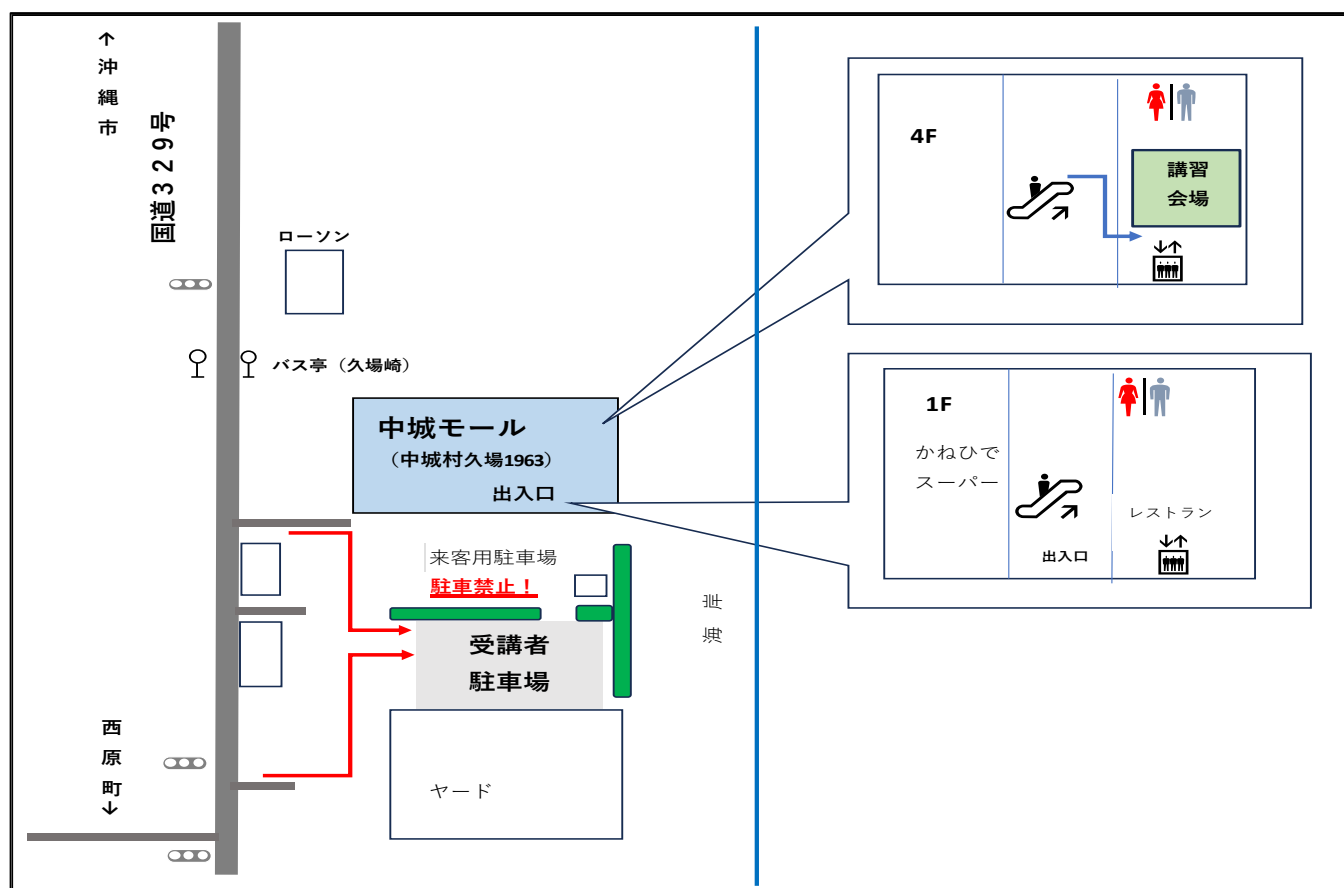 ↑沖縄市
国道329号
ローソン
バス亭（久場崎）
中城モール
（中城村久場1963）
出入口
来客用駐車場
駐車禁止！
受講者
駐車場
ヤード
西原町↓
海岸
4F
講習
会場
1F
かねひで
スーパー
レストラン
出入口